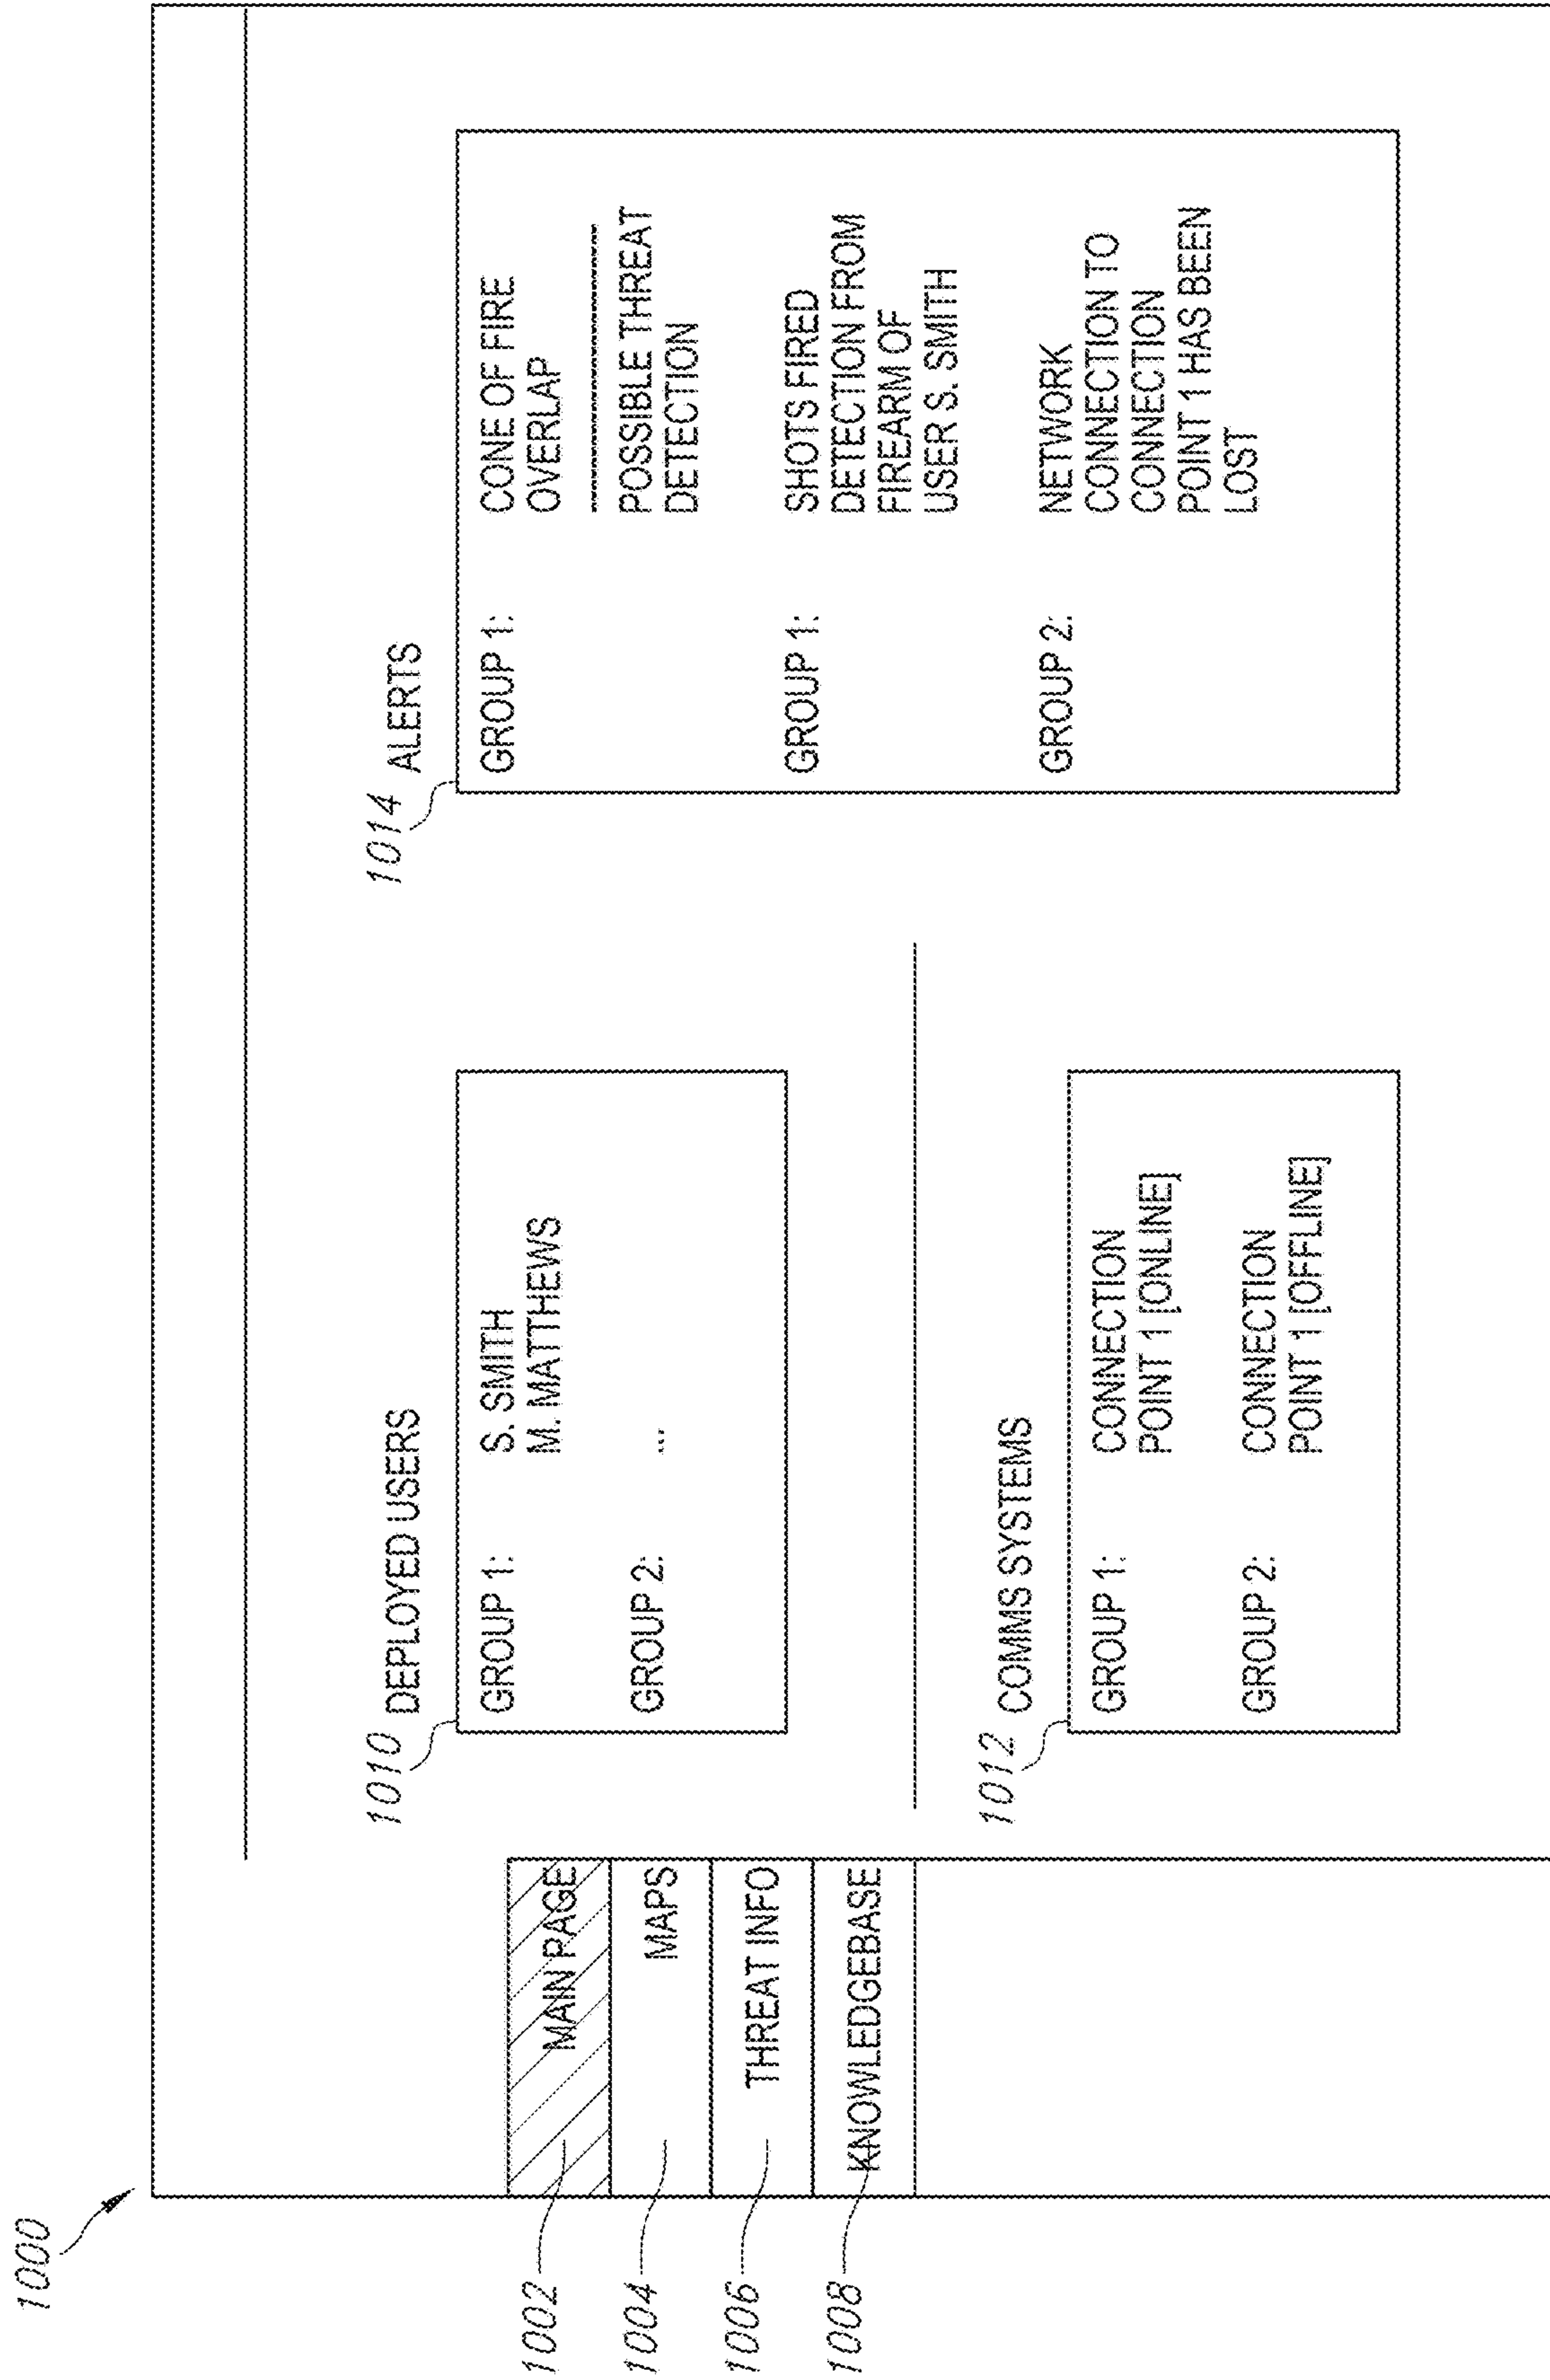 1000
1002
MAIN PAGE
1004
MAPS
1006
THREAT INFO
1008
KNOWLEDGEBASE
1010
DEPLOYED USERS
GROUP 1: S. SMITH
M. MATTHEWS
GROUP 2: ...
1012
COMMS SYSTEMS
GROUP 1: CONNECTION
POINT 1 [ONLINE]
GROUP 2: CONNECTION
POINT 1 [OFFLINE]
1014
ALERTS
GROUP 1: CONE OF FIRE
OVERLAP
POSSIBLE THREAT
DETECTION
GROUP 1: SHOTS FIRED
DETECTION FROM
FIREARM OF
USER S. SMITH
GROUP 2: NETWORK
CONNECTION TO
CONNECTION
POINT 1 HAS BEEN
LOST